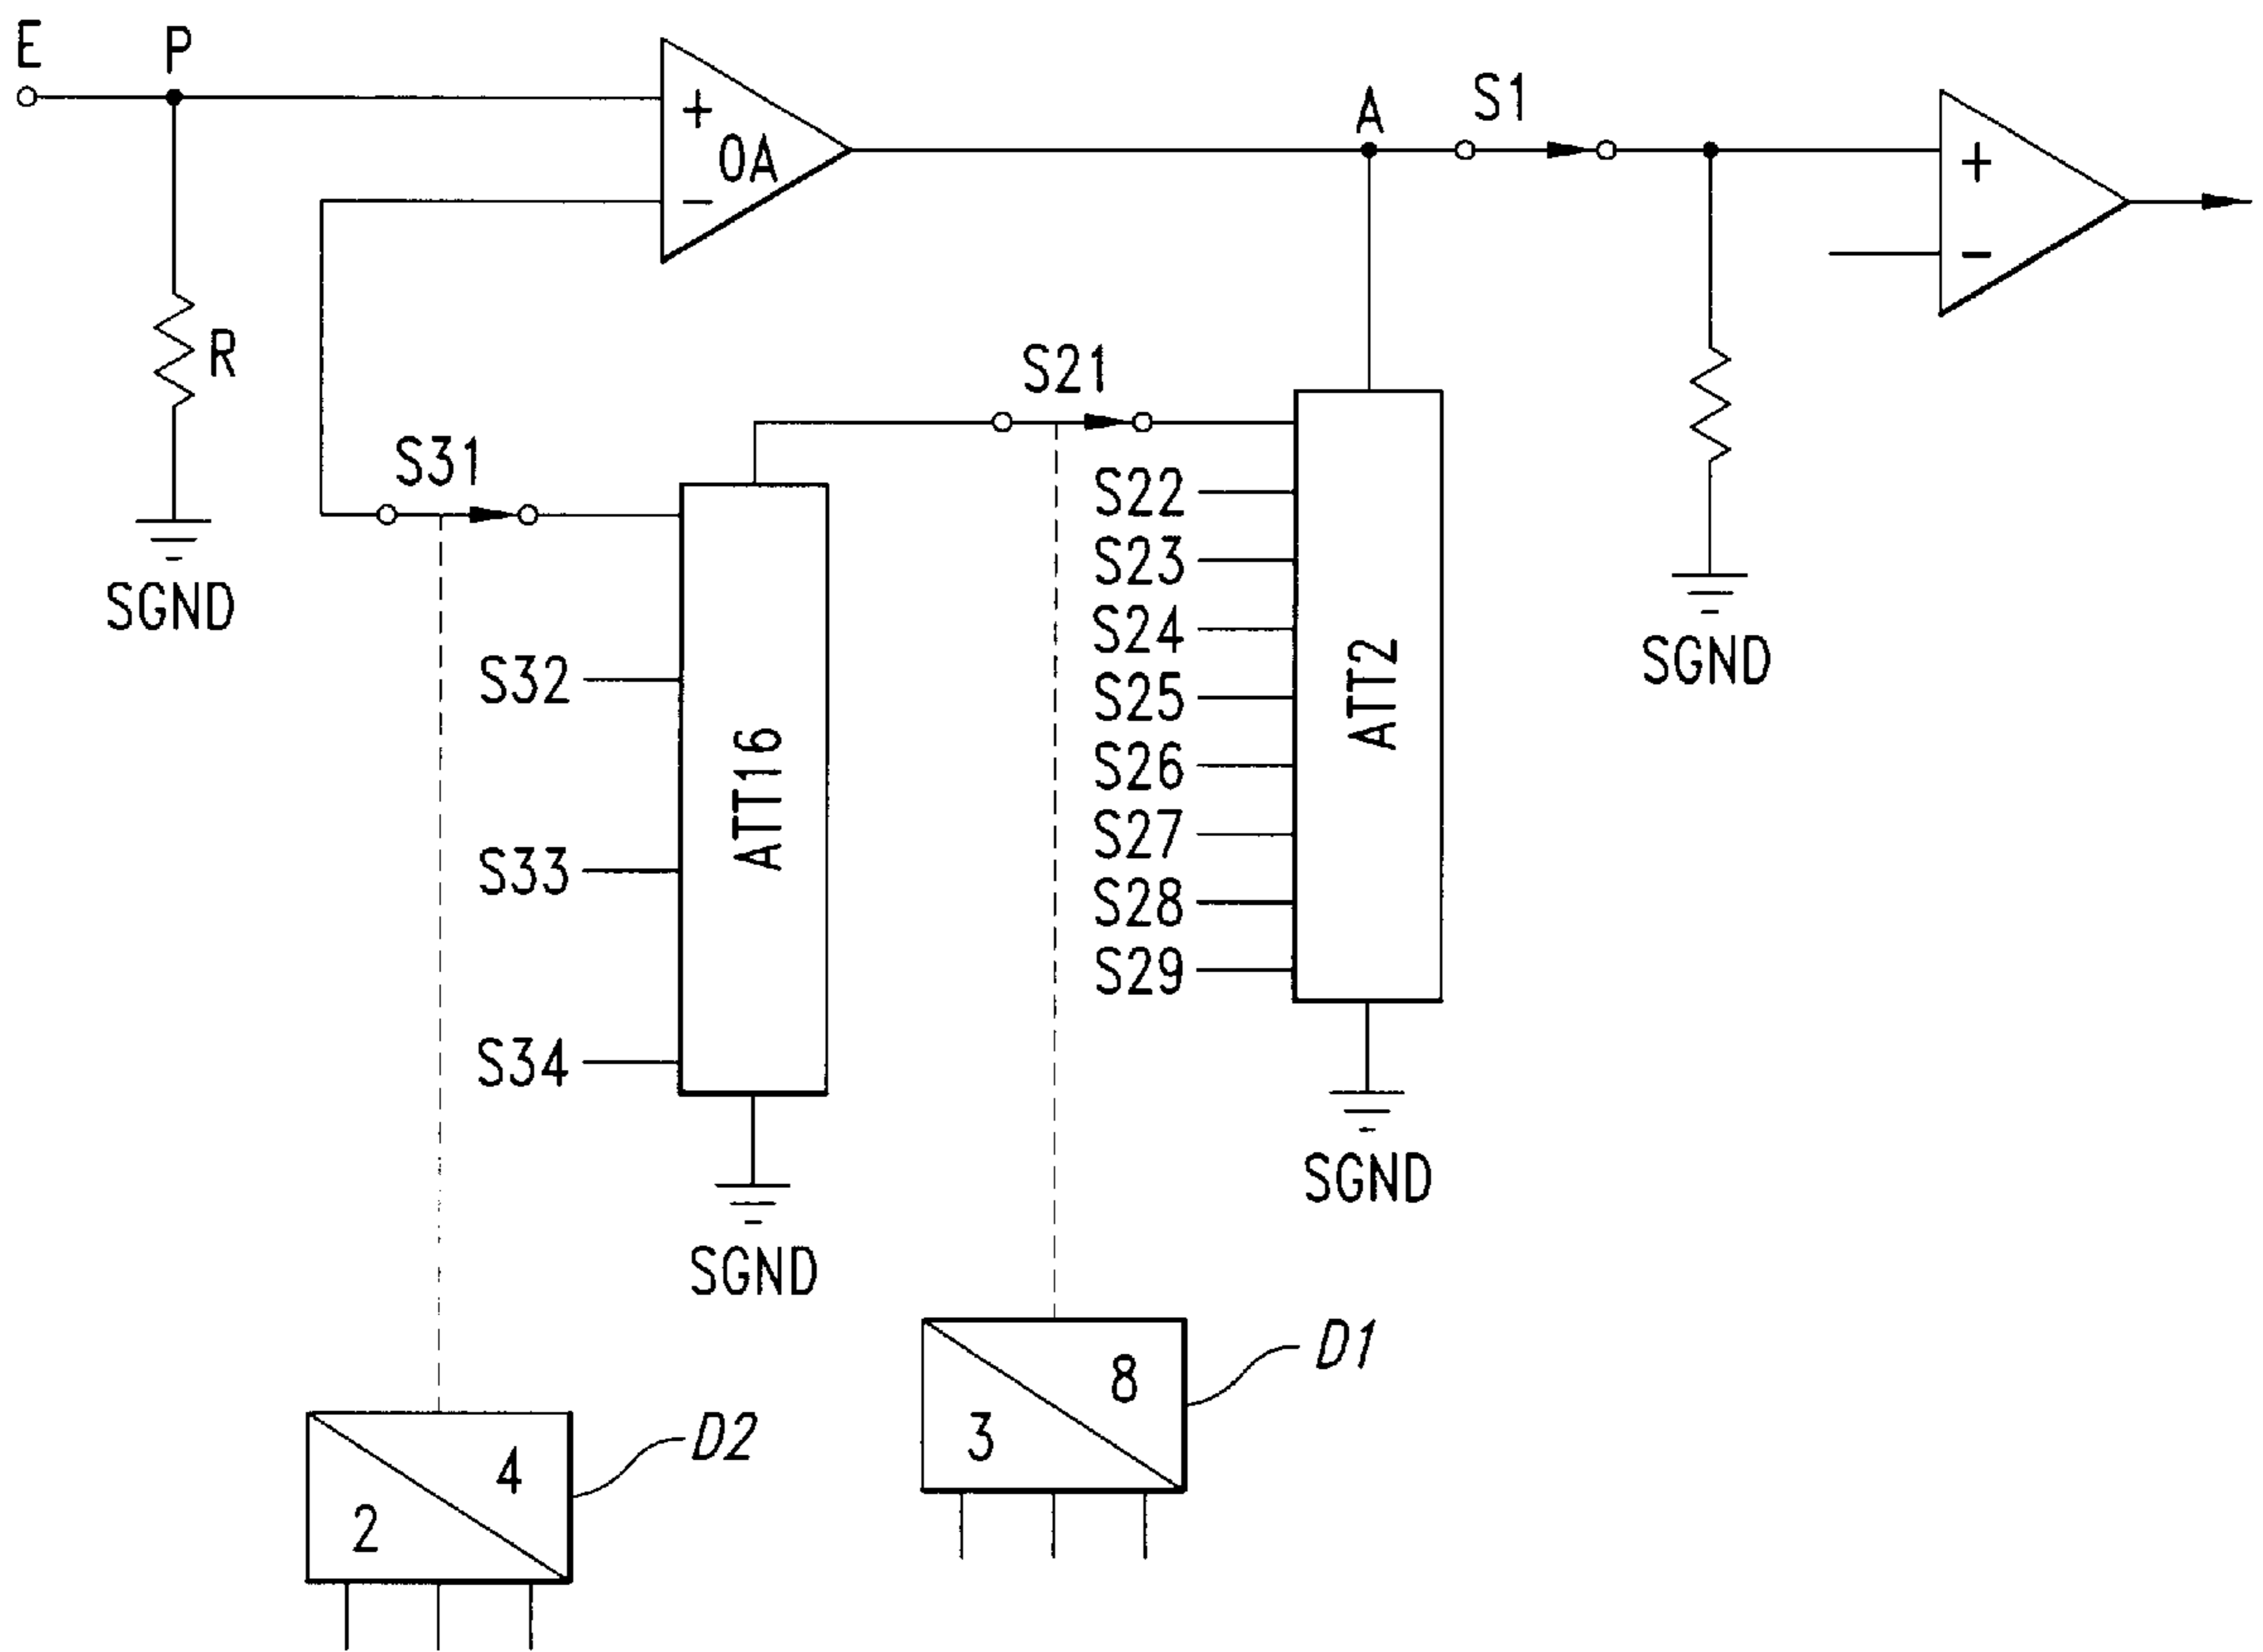 E
P
+
OA
-
A
S1
+
-
R
SGND
S31
S21
S22
S23
S24
S25
S26
S27
S28
S29
ATT2
SGND
S32
S33
S34
ATT16
SGND
SGND
D1
8
3
D2
4
2